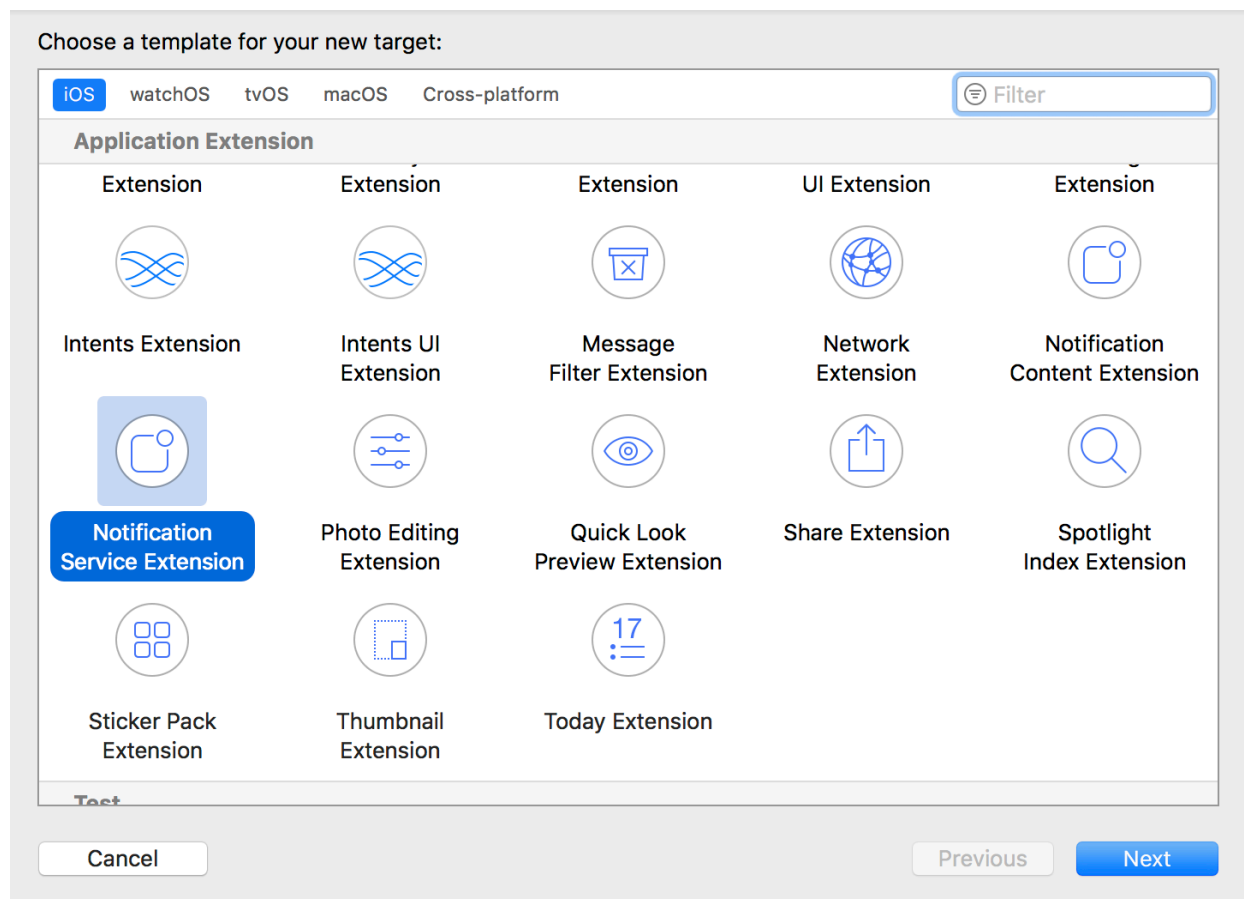 Choose a template for your new target:
iOS watchOS tvOS macOS Cross-platform Filter
Application Extension
Extension Extension Extension UI Extension Extension
Intents Extension Intents UI Message Network Notification
Extension Filter Extension Extension Content Extension
17
Notification Photo Editing Quick Look Share Extension Spotlight
Service Extension Extension Preview Extension Index Extension
Sticker Pack Thumbnail Today Extension
Extension Extension
Test
Cancel Previous Next